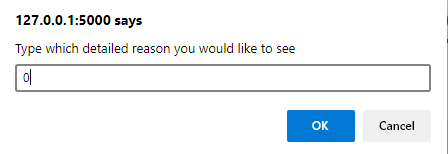 127.0.0.1:5000 says
Type which detailed reason you would like to see
0
OK Cancel